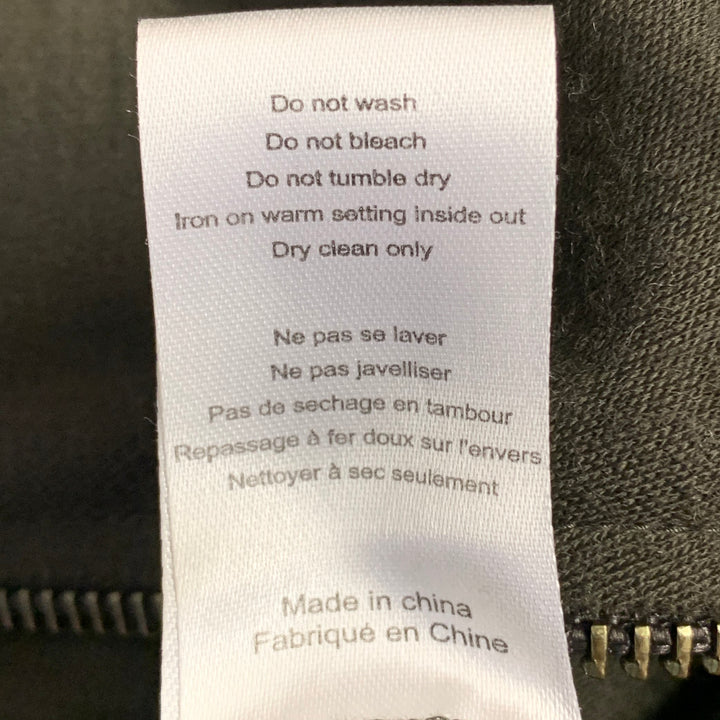 Do not wash
Do not bleach
Do not tumble dry
Iron on warm setting inside out
Dry clean only
Ne pas se laver
Ne pas javelliser
Pas de sechage en tambour
Repassage à fer doux sur l'envers
Nettoyer à sec seulement
Made in china
Fabriqué en Chine